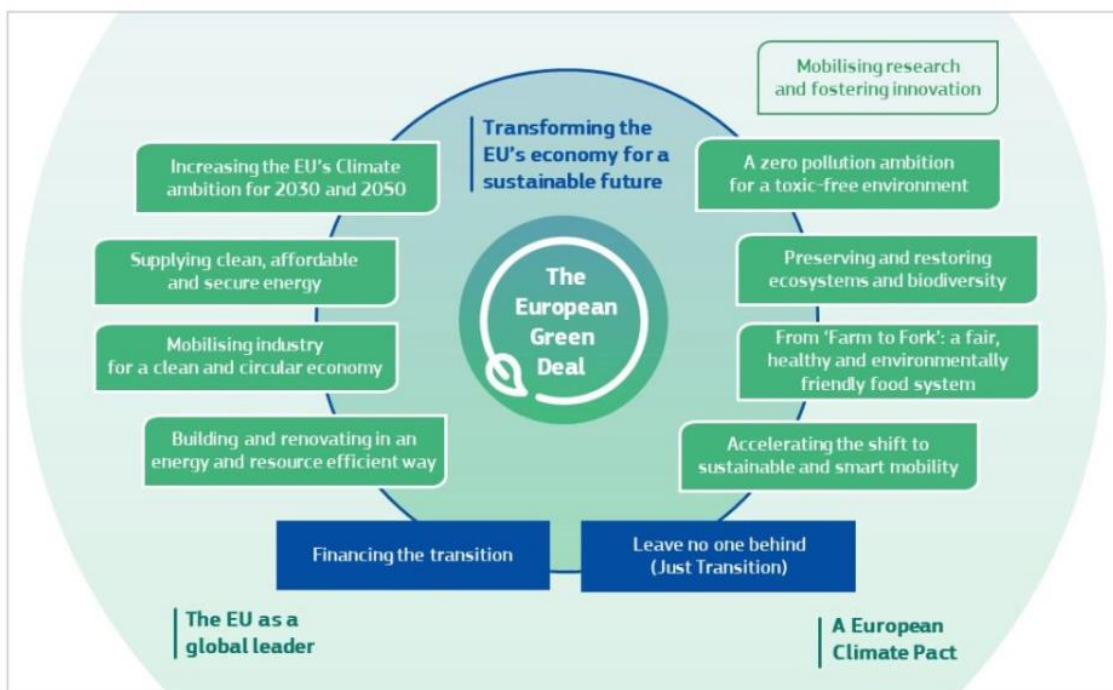 Mobilising research
and fostering innovation
Transforming the
EU's economy for a
sustainable future
Increasing the EU's Climate
ambition for 2030 and 2050
A zero pollution ambition
for a toxic-free environment
Supplying clean, affordable
and secure energy
Preserving and restoring
ecosystems and biodiversity
The
European
Green
Deal
Mobilising industry
for a clean and circular economy
From 'Farm to Fork': a fair,
healthy and environmentally
friendly food system
Building and renovating in an
energy and resource efficient way
Accelerating the shift to
sustainable and smart mobility
Financing the transition
Leave no one behind
(Just Transition)
The EU as a
global leader
A European
Climate Pact